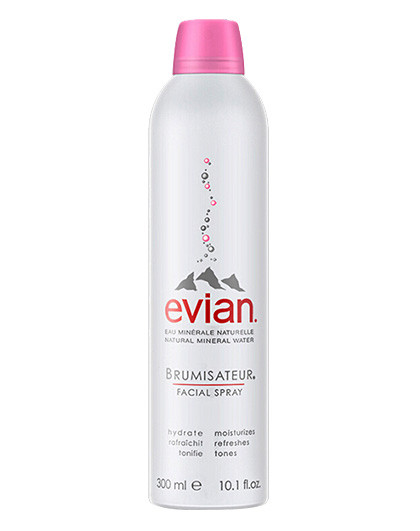 evian.
EAU MINÉRALE NATURELLE
NATURAL MINERAL WATER
BRUMISATEUR®
FACIAL SPRAY
hydrate moisturizes
rafraîchit refreshes
tonifie tones
300 ml ℮ 10.1 fl.oz.